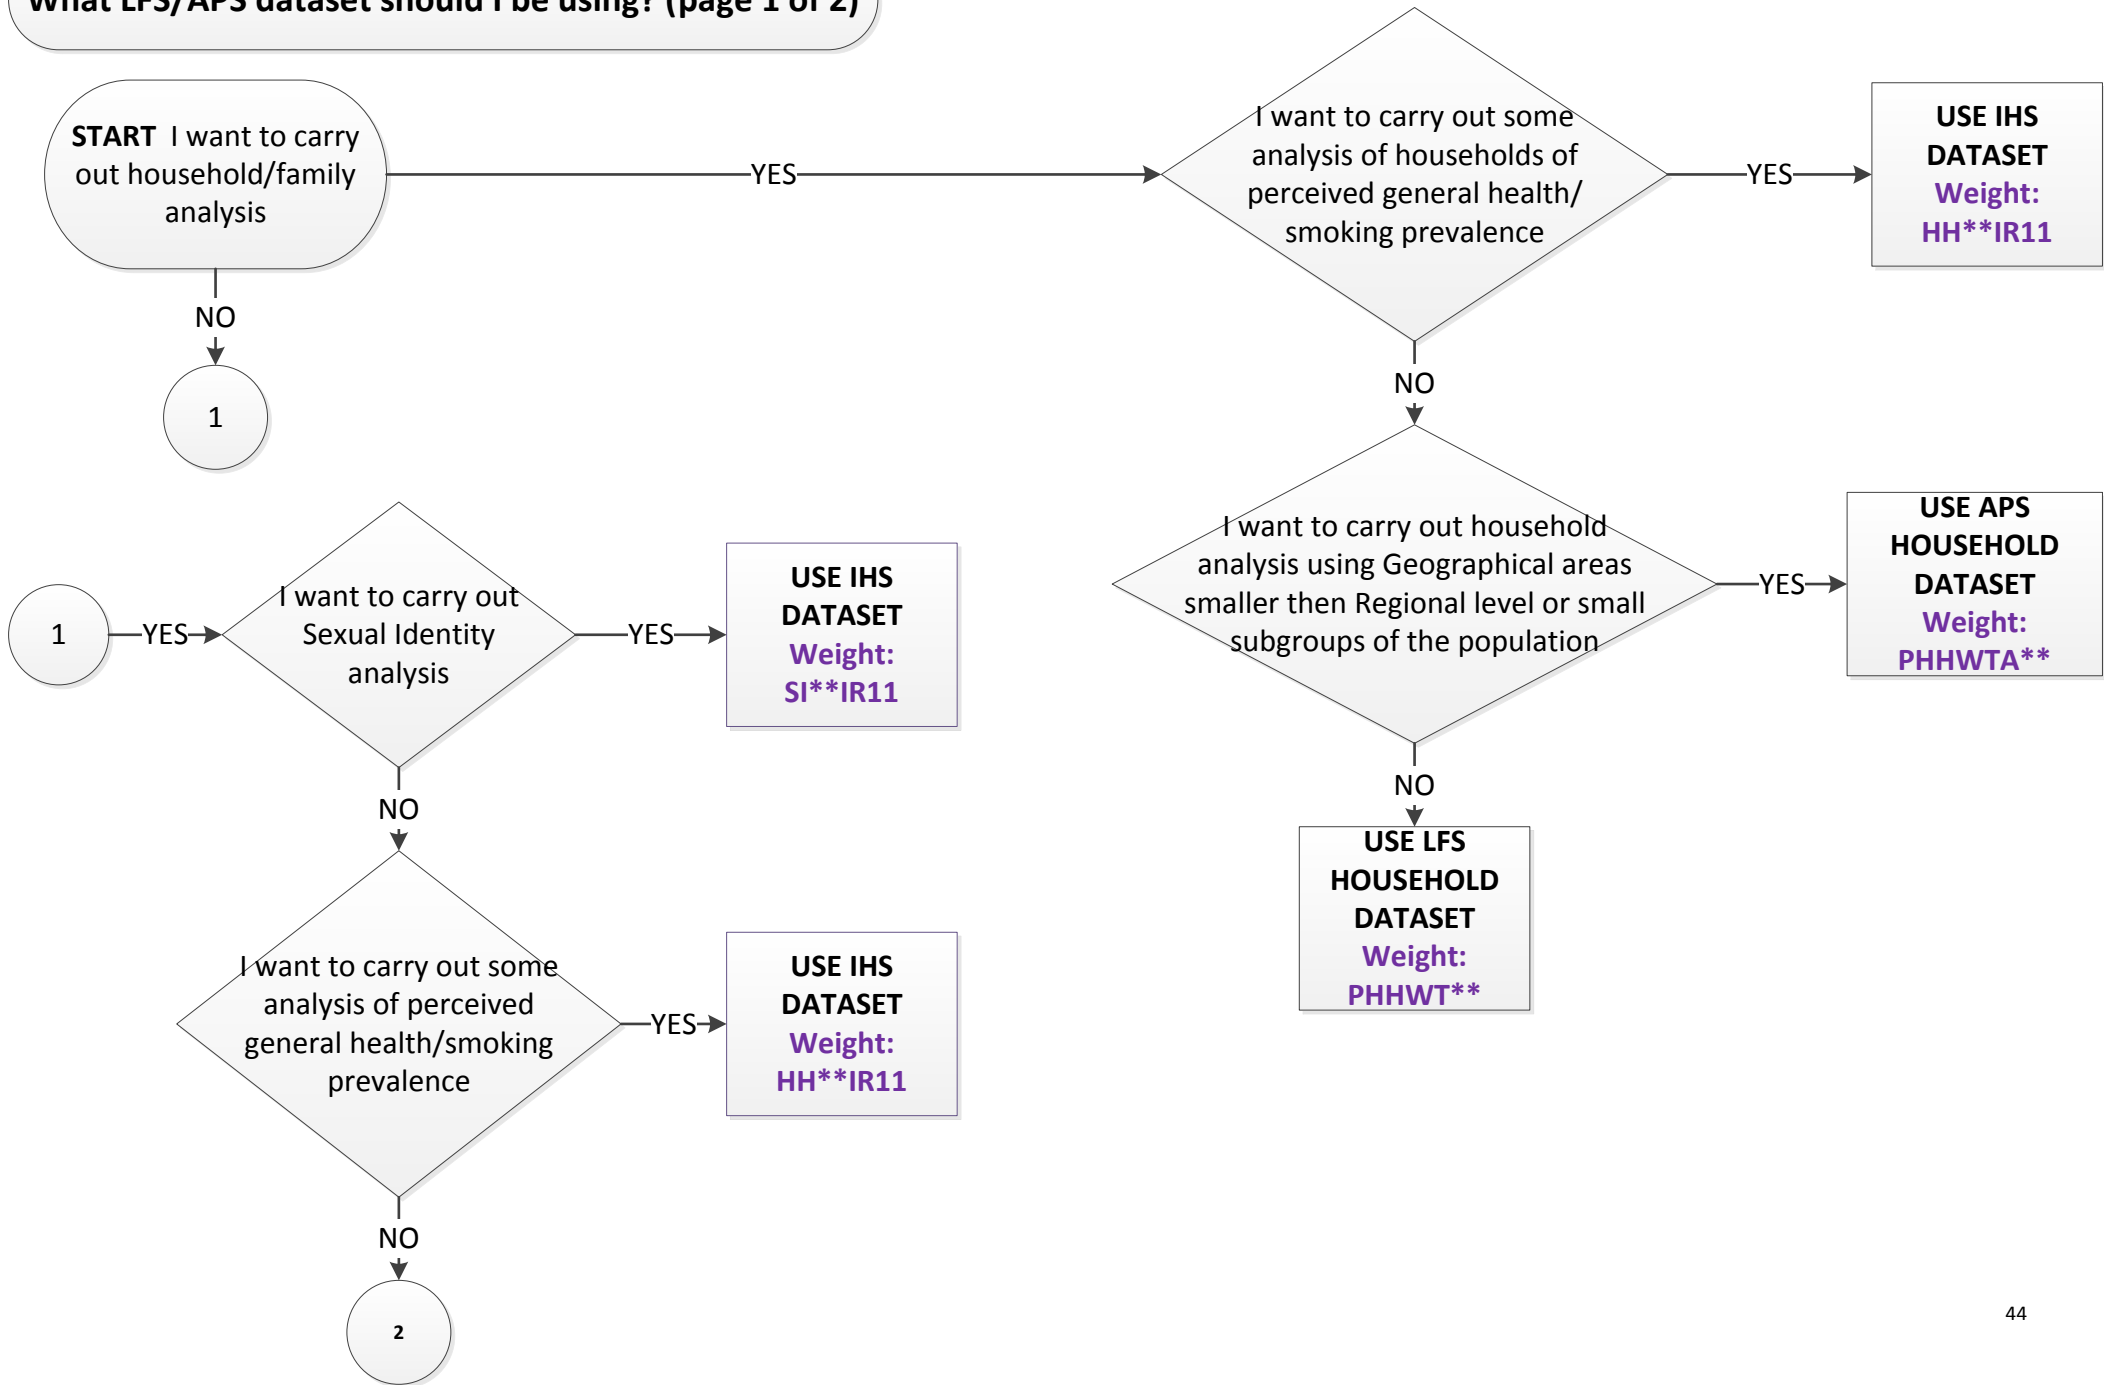 What LFS/APS dataset should I be using? (page 1 of 2)
START I want to carry
out household/family
analysis
YES
I want to carry out some
analysis of households of
perceived general health/
smoking prevalence
YES
USE IHS
DATASET
Weight:
HH**IR11
NO
1
NO
I want to carry out household
analysis using Geographical areas
smaller then Regional level or small
subgroups of the population
YES
USE APS
HOUSEHOLD
DATASET
Weight:
PHHWTA**
NO
USE LFS
HOUSEHOLD
DATASET
Weight:
PHHWT**
1
YES
I want to carry out
Sexual Identity
analysis
YES
USE IHS
DATASET
Weight:
SI**IR11
NO
I want to carry out some
analysis of perceived
general health/smoking
prevalence
YES
USE IHS
DATASET
Weight:
HH**IR11
NO
2
44